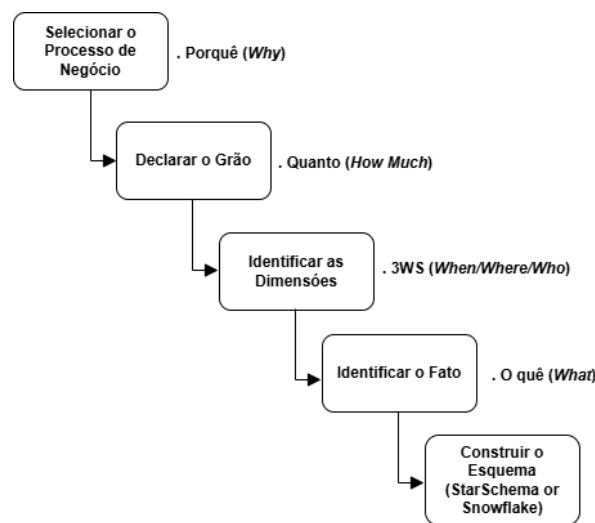 Selecionar o
Processo de
Negócio
. Porquê (Why)
Declarar o Grão
. Quanto (How Much)
Identificar as
Dimensóes
. 3WS (When/Where/Who)
Identificar o Fato
. O quê (What)
Construir o
Esquema
(StarSchema or
Snowflake)